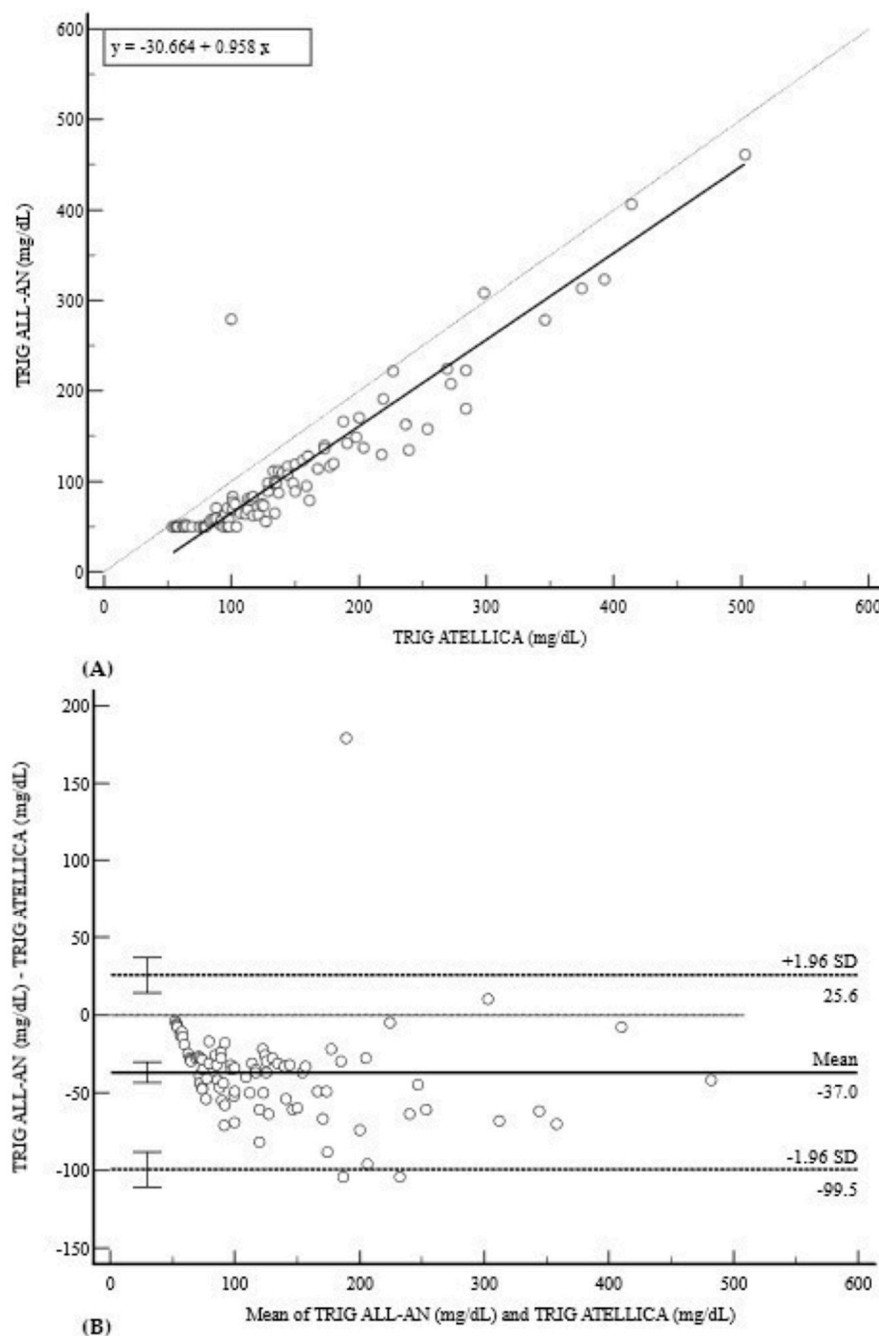 600
y = -30.664 + 0.958 x
500
400
300
200
100
0
TRIG ALL-AN (mg/dL)
0 100 200 300 400 500 600
TRIG ATELLICA (mg/dL)
(A)
200
150
100
50
0
-50
-100
-150
TRIG ALL-AN (mg/dL) - TRIG ATELLICA (mg/dL)
+1.96 SD
25.6
Mean
-37.0
-1.96 SD
-99.5
0 100 200 300 400 500 600
Mean of TRIG ALL-AN (mg/dL) and TRIG ATELLICA (mg/dL)
(B)